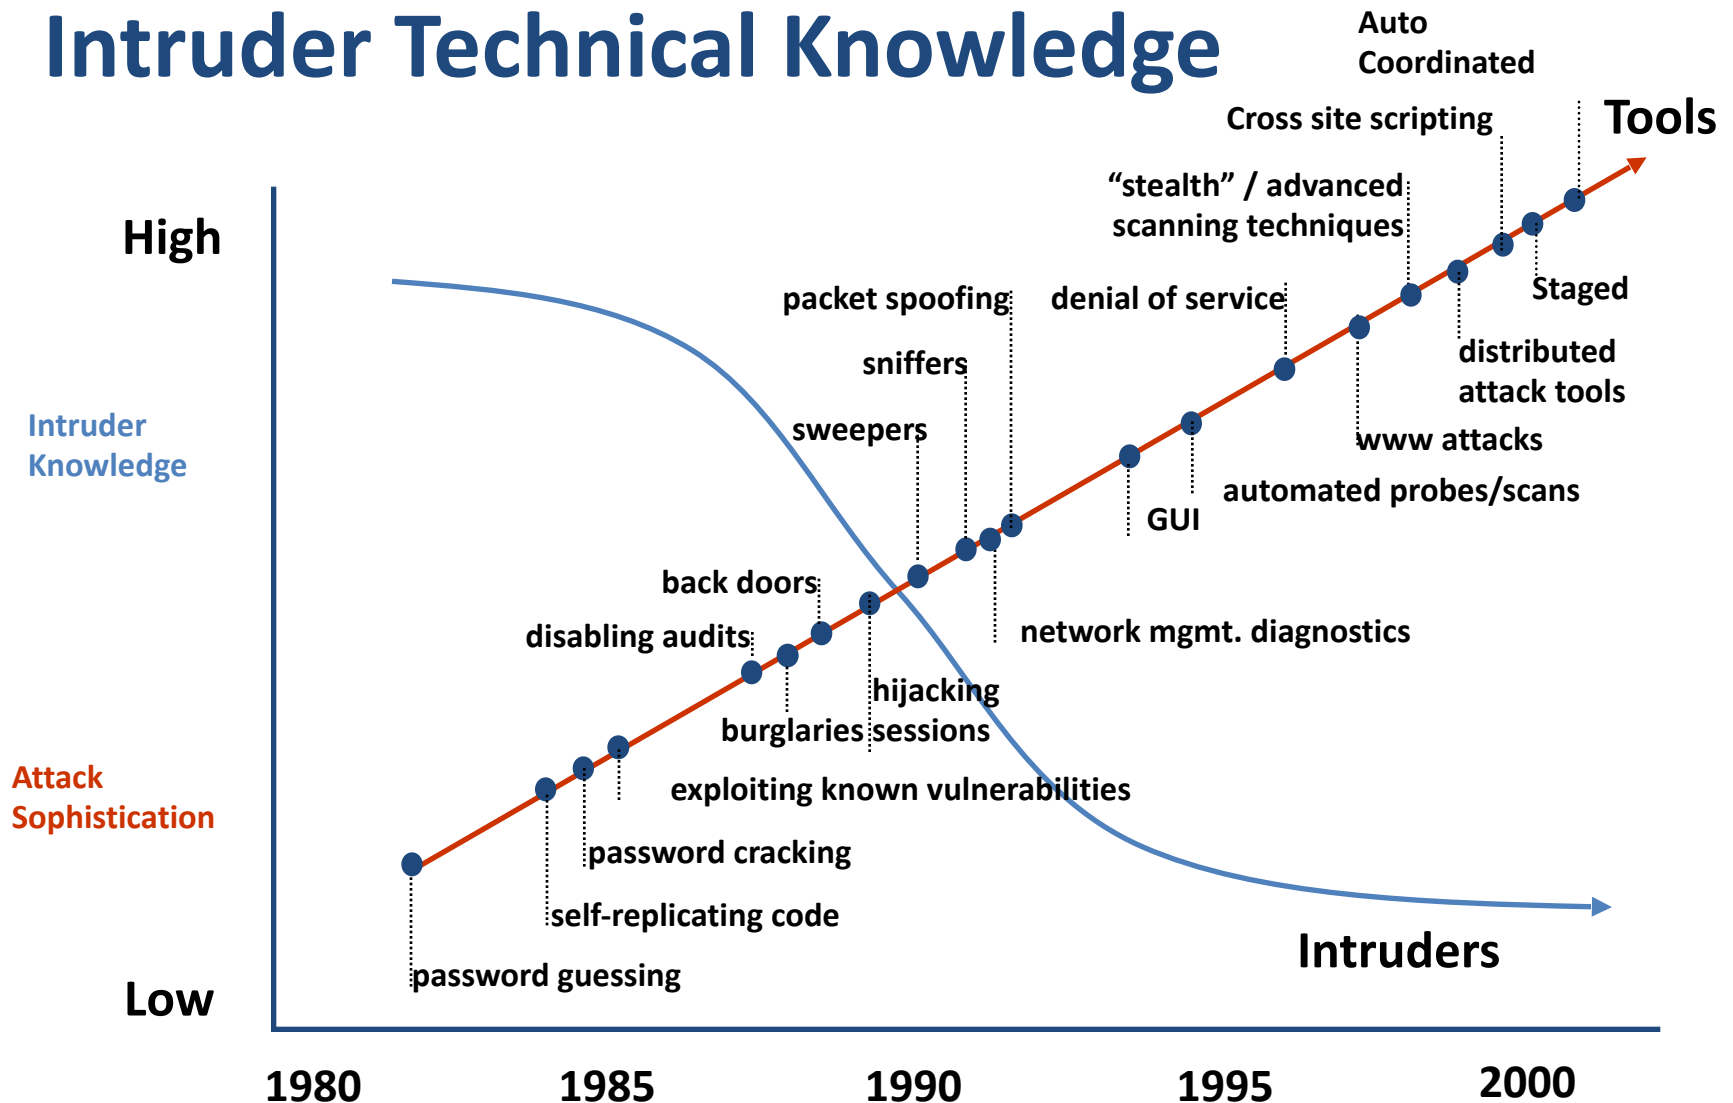 Intruder Technical Knowledge
Auto
Coordinated
Tools
Cross site scripting
“stealth” / advanced
scanning techniques
High
packet spoofing
denial of service
Staged
sniffers
distributed
attack tools
Intruder
Knowledge
sweepers
www attacks
automated probes/scans
GUI
back doors
disabling audits
network mgmt. diagnostics
hijacking
burglaries sessions
Attack
Sophistication
exploiting known vulnerabilities
password cracking
self-replicating code
Intruders
password guessing
Low
1980 1985 1990 1995 2000